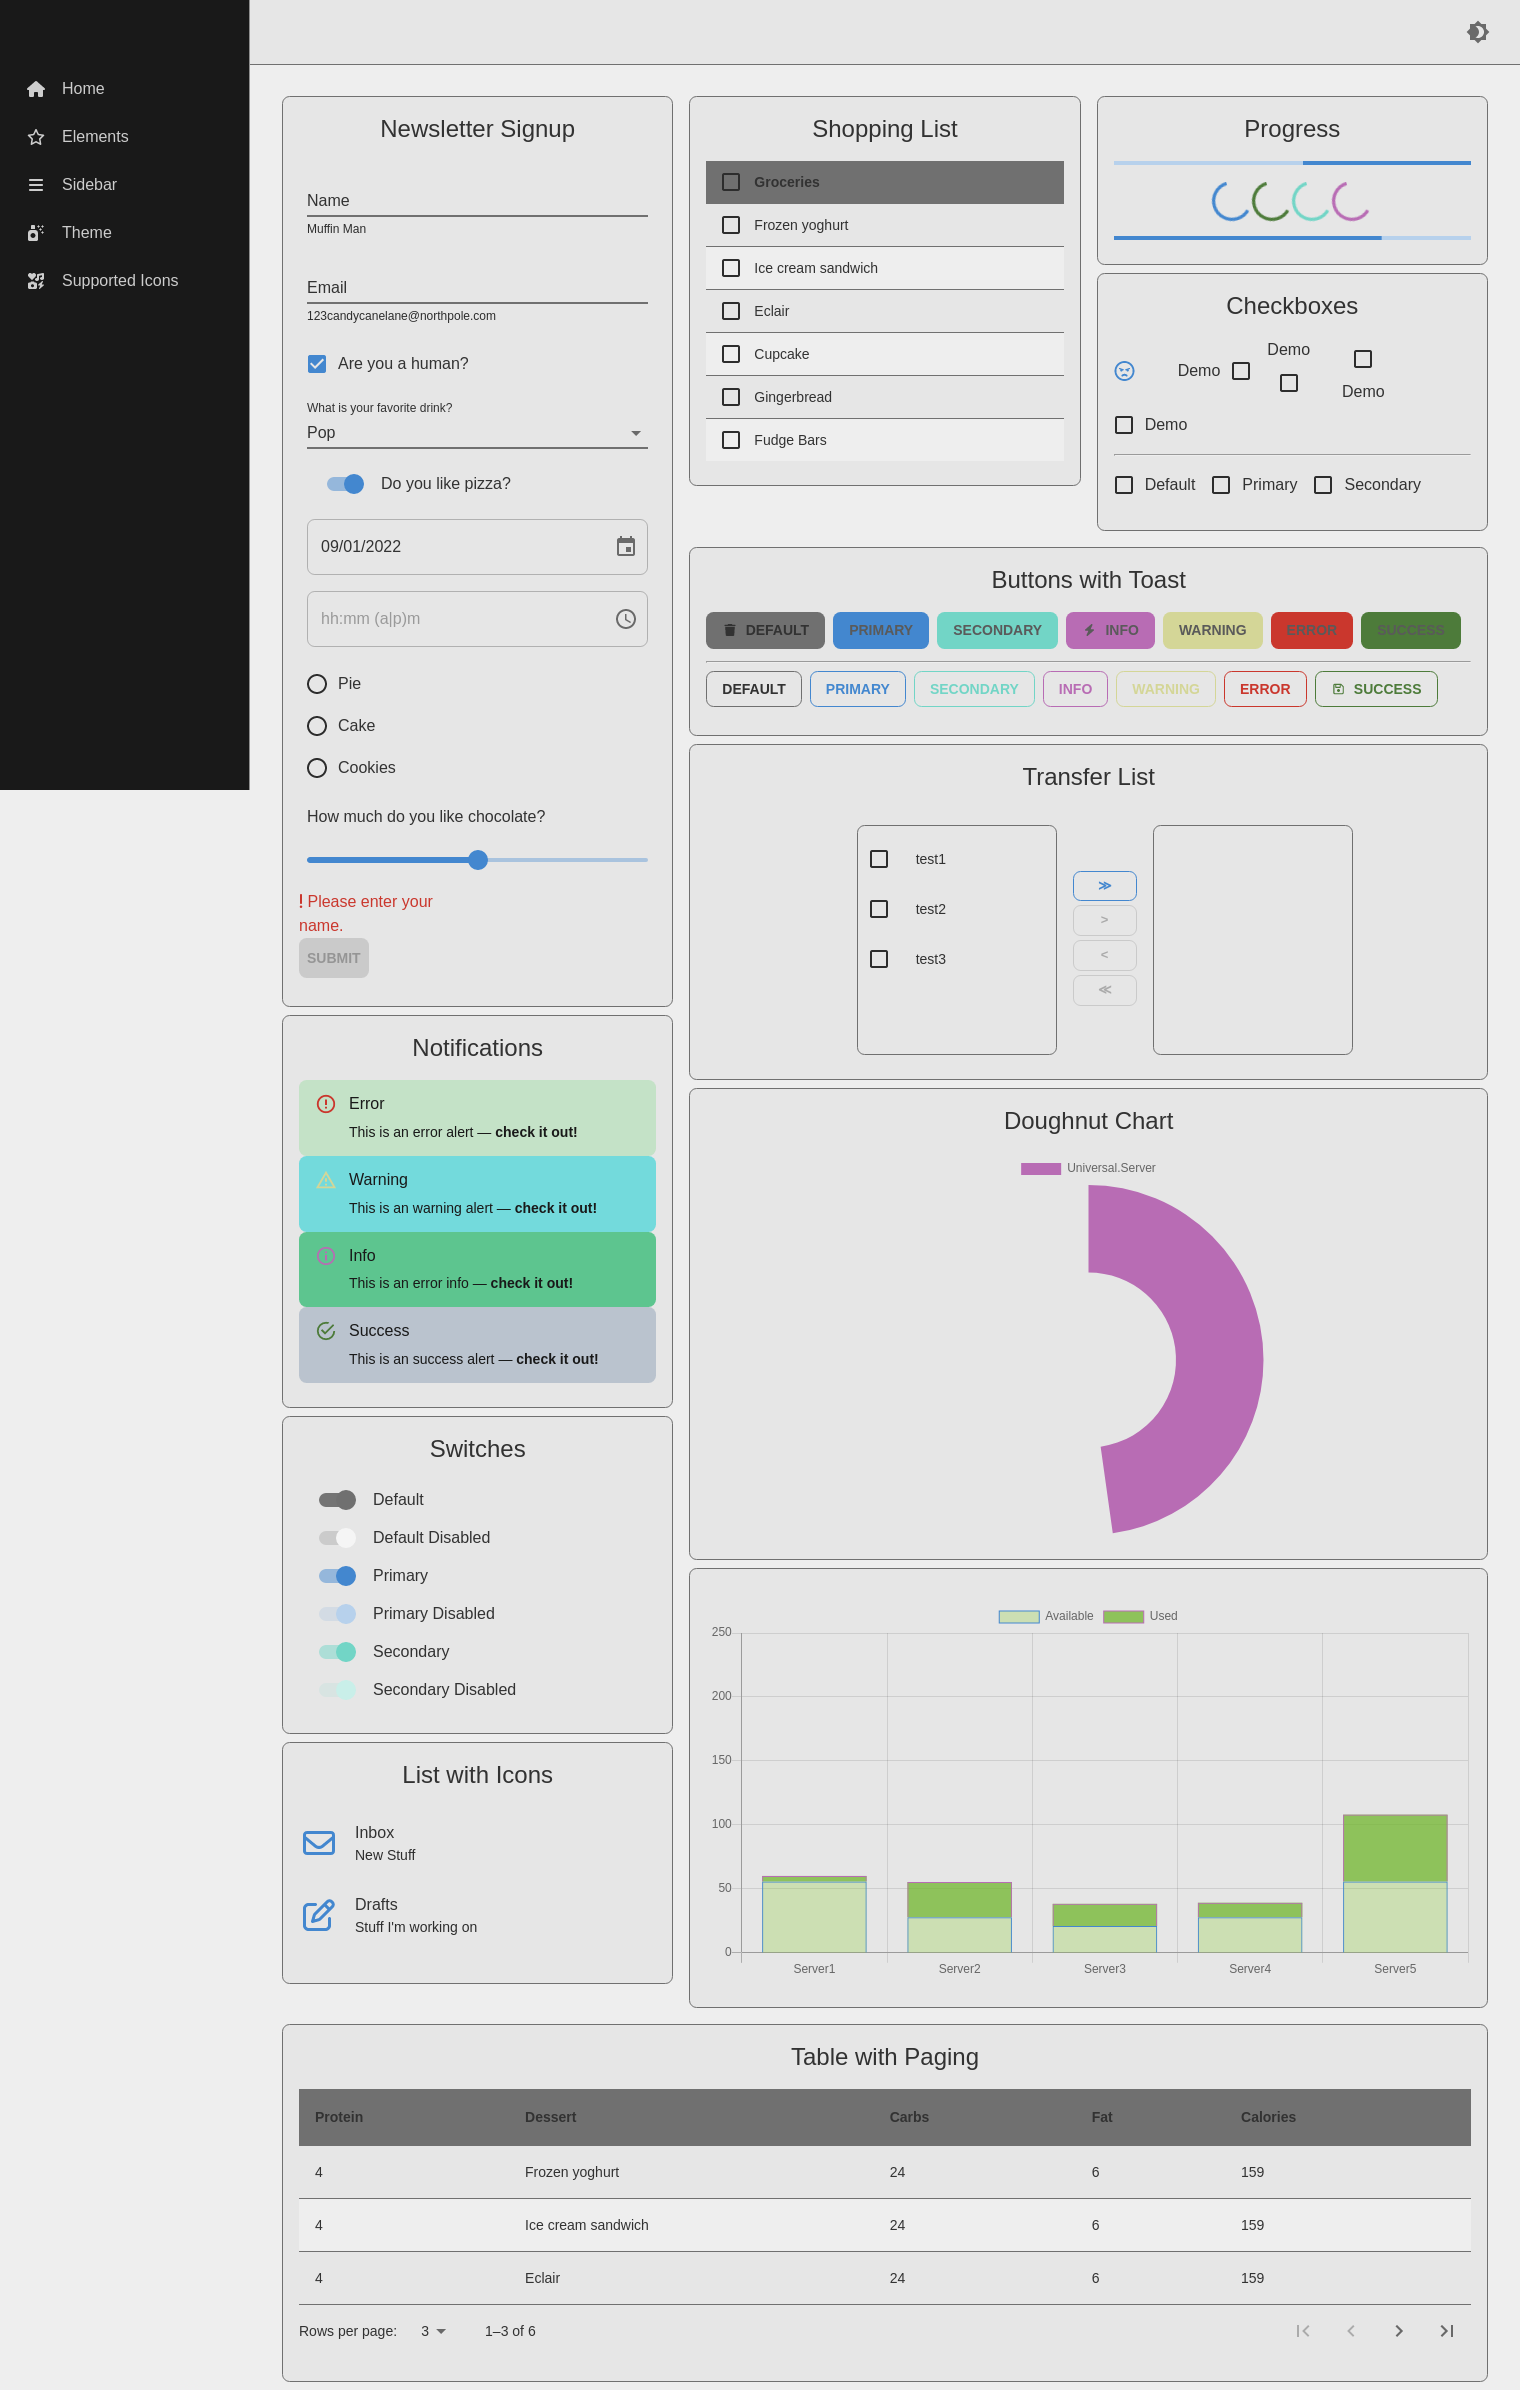 Home
Elements
Sidebar
Theme
Supported Icons
Newsletter Signup
Name
Muffin Man
Email
123candycanelane@northpole.com
Are you a human?
What is your favorite drink?
Pop
Do you like pizza?
09/01/2022
hh:mm (a|p)m
Pie
Cake
Cookies
How much do you like chocolate?
! Please enter your
name.
SUBMIT
Notifications
Error
This is an error alert — check it out!
Warning
This is an warning alert — check it out!
Info
This is an error info — check it out!
Success
This is an success alert — check it out!
Switches
Default
Default Disabled
Primary
Primary Disabled
Secondary
Secondary Disabled
List with Icons
Inbox
New Stuff
Drafts
Stuff I'm working on
Shopping List
Groceries
Frozen yoghurt
Ice cream sandwich
Eclair
Cupcake
Gingerbread
Fudge Bars
Progress
Checkboxes
Demo
Demo
Demo
Demo
Default Primary Secondary
Buttons with Toast
DEFAULT PRIMARY SECONDARY INFO WARNING ERROR SUCCESS
DEFAULT PRIMARY SECONDARY INFO WARNING ERROR SUCCESS
Transfer List
test1
test2
test3
≫
>
<
≪
Doughnut Chart
Universal.Server
Available Used
250
200
150
100
50
0
Server1 Server2 Server3 Server4 Server5
Table with Paging
Protein Dessert Carbs Fat Calories
4 Frozen yoghurt 24 6 159
4 Ice cream sandwich 24 6 159
4 Eclair 24 6 159
Rows per page: 3 1–3 of 6